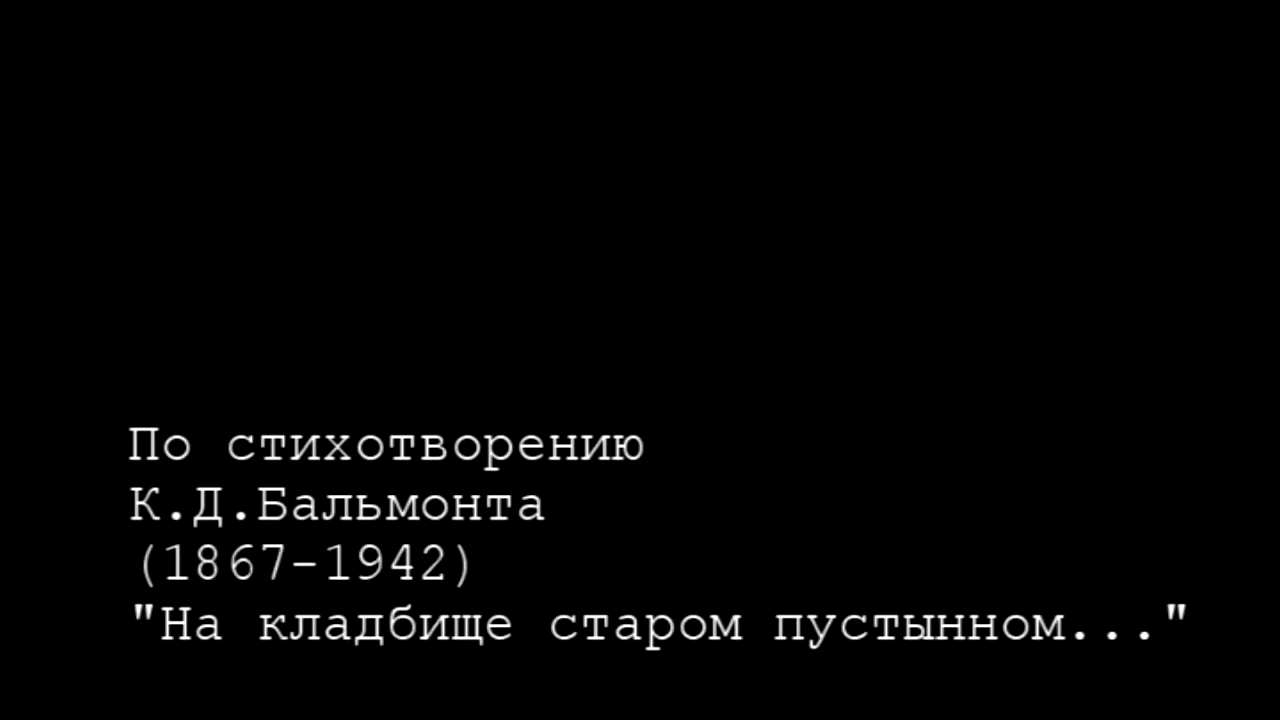 По стихотворению
К.Д.Бальмонта
(1867-1942)
"На кладбище старом пустынном..."